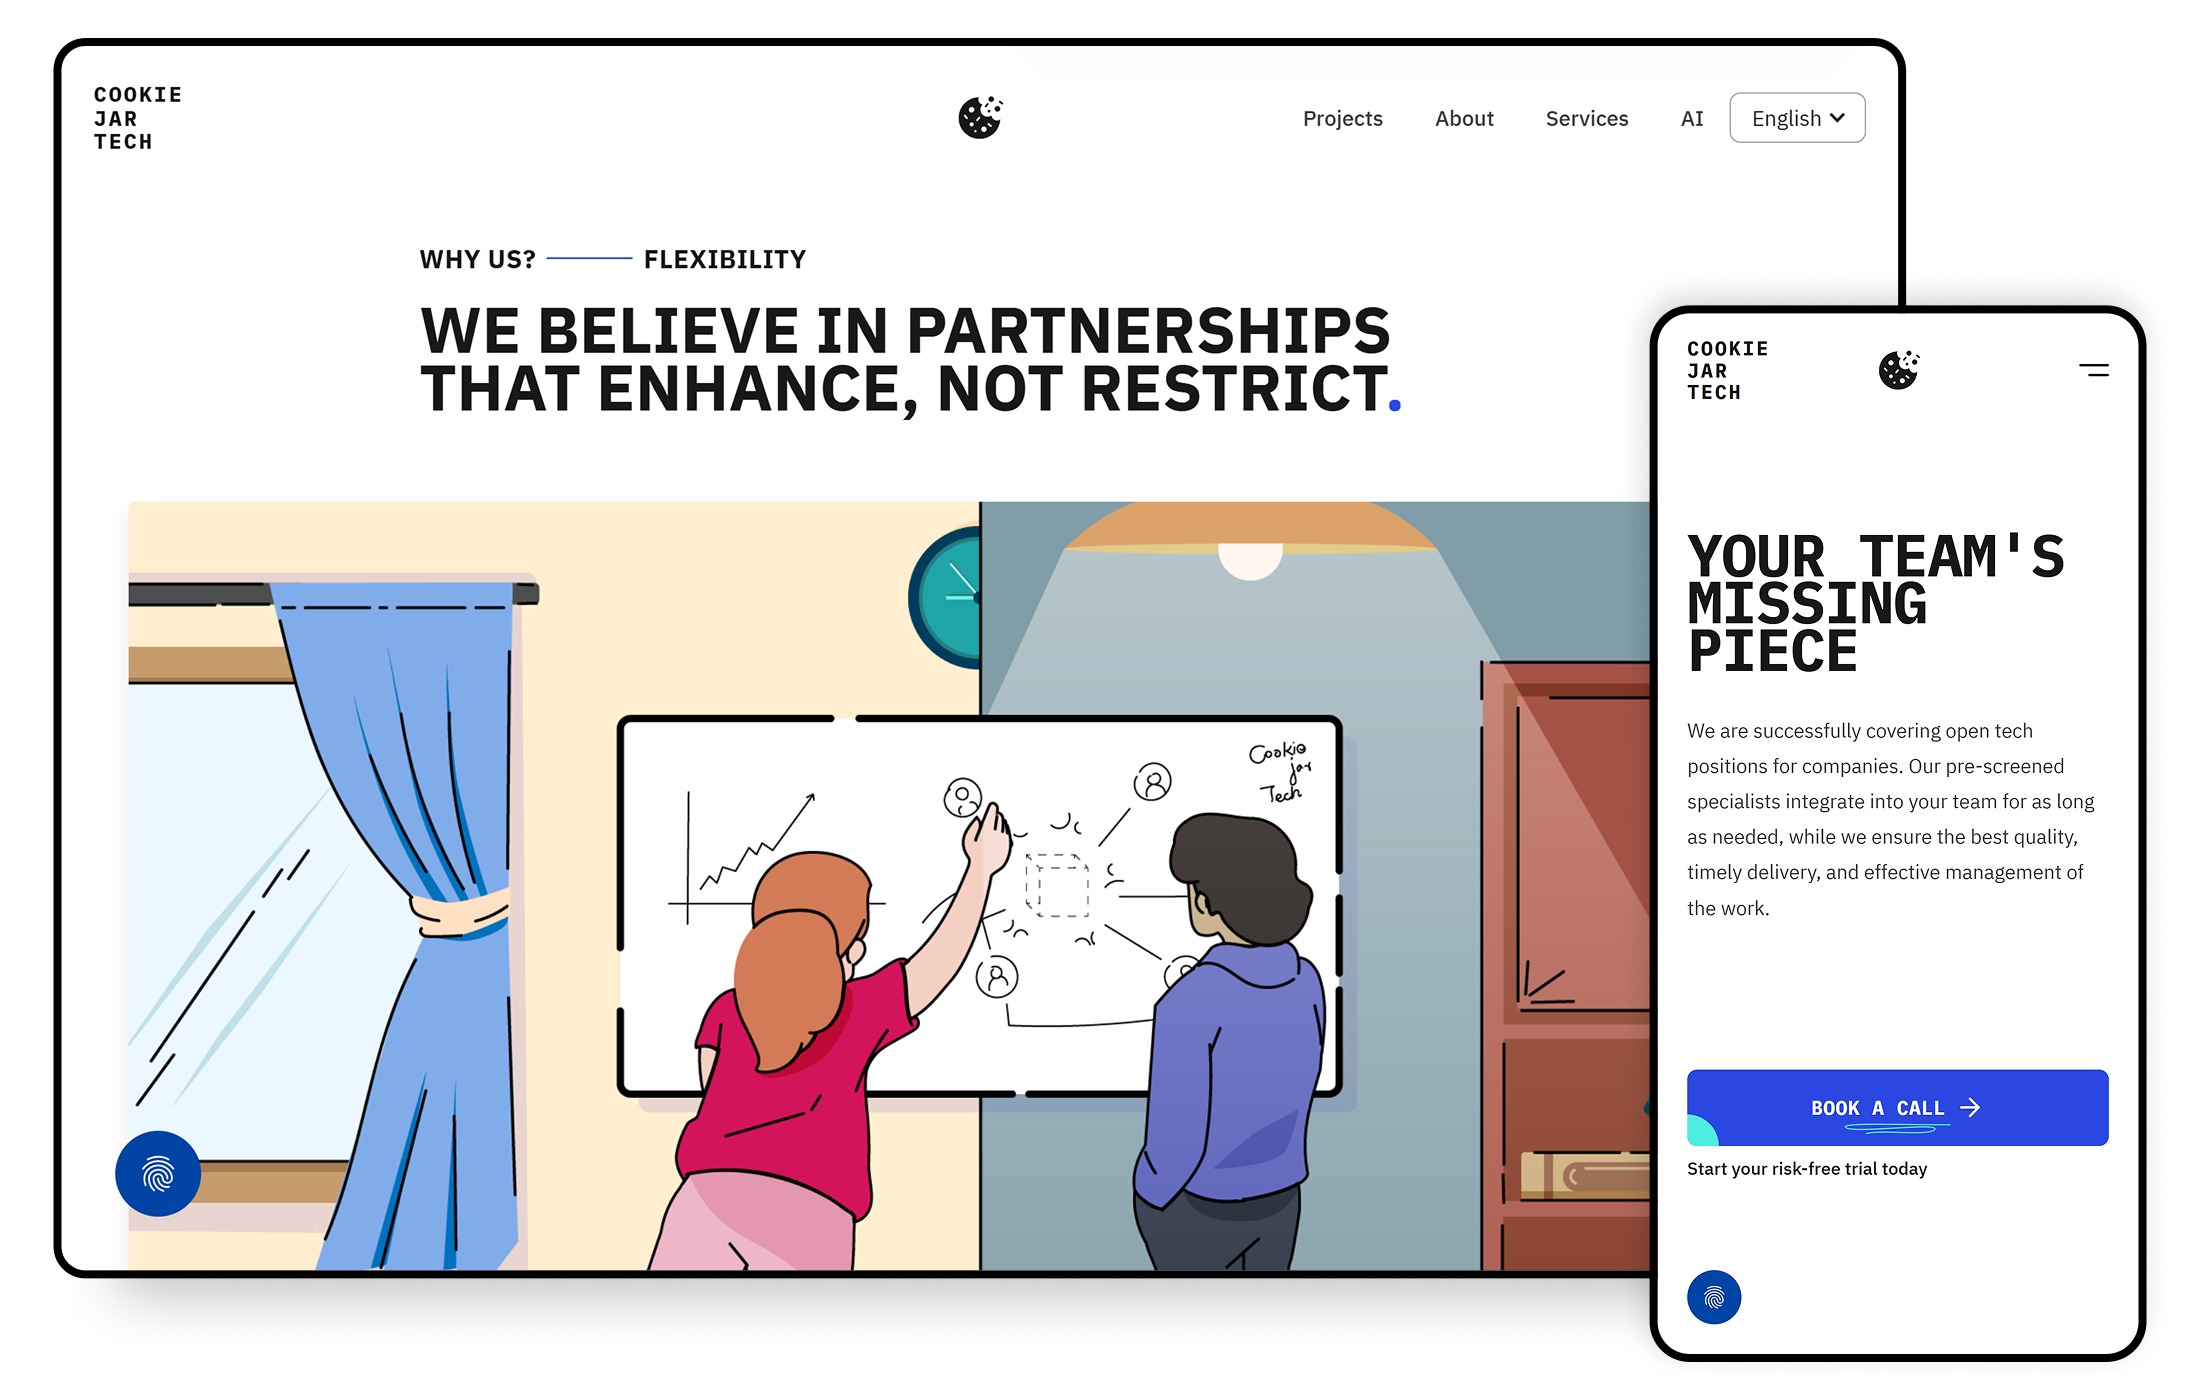 COOKIE
JAR
TECH
Projects About Services AI English
WHY US? FLEXIBILITY
WE BELIEVE IN PARTNERSHIPS
THAT ENHANCE, NOT RESTRICT.
Cookie
jar
Tech
COOKIE
JAR
TECH
YOUR TEAM'S
MISSING
PIECE
We are successfully covering open tech
positions for companies. Our pre-screened
specialists integrate into your team for as long
as needed, while we ensure the best quality,
timely delivery, and effective management of
the work.
BOOK A CALL →
Start your risk-free trial today